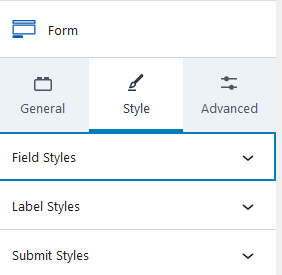 Form
General Style Advanced
Field Styles
Label Styles
Submit Styles